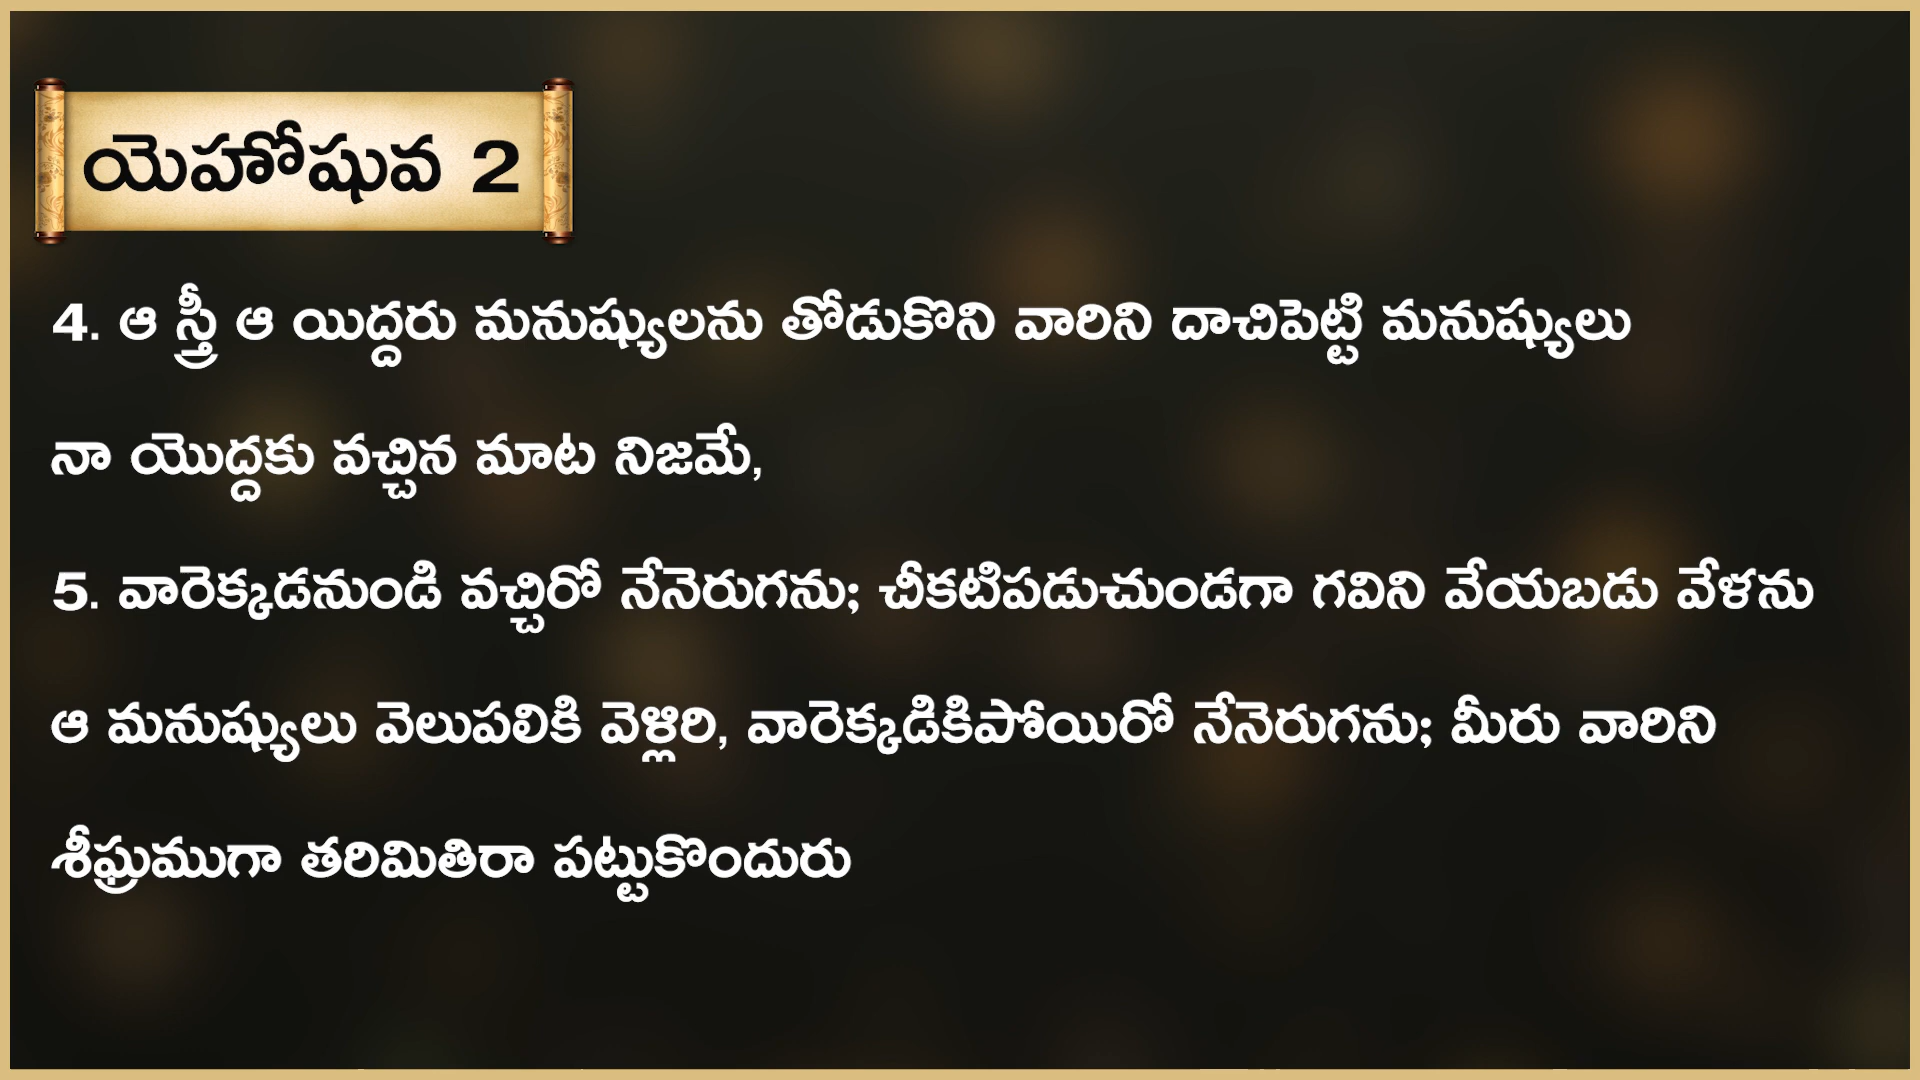 యెహోషువ 2
4. ఆ స్త్రీ ఆ యిద్దరు మనుష్యులను తోడుకొని వారిని దాచిపెట్టి మనుష్యులు
నా యొద్దకు వచ్చిన మాట నిజమే,
5. వారెక్కడనుండి వచ్చిరో నేనెరుగను; చీకటిపడుచుండగా గవిని వేయబడు వేళను
ఆ మనుష్యులు వెలుపలికి వెళ్లిరి, వారెక్కడికిపోయిరో నేనెరుగను; మీరు వారిని
శీఘ్రముగా తరిమితిరా పట్టుకొందురు